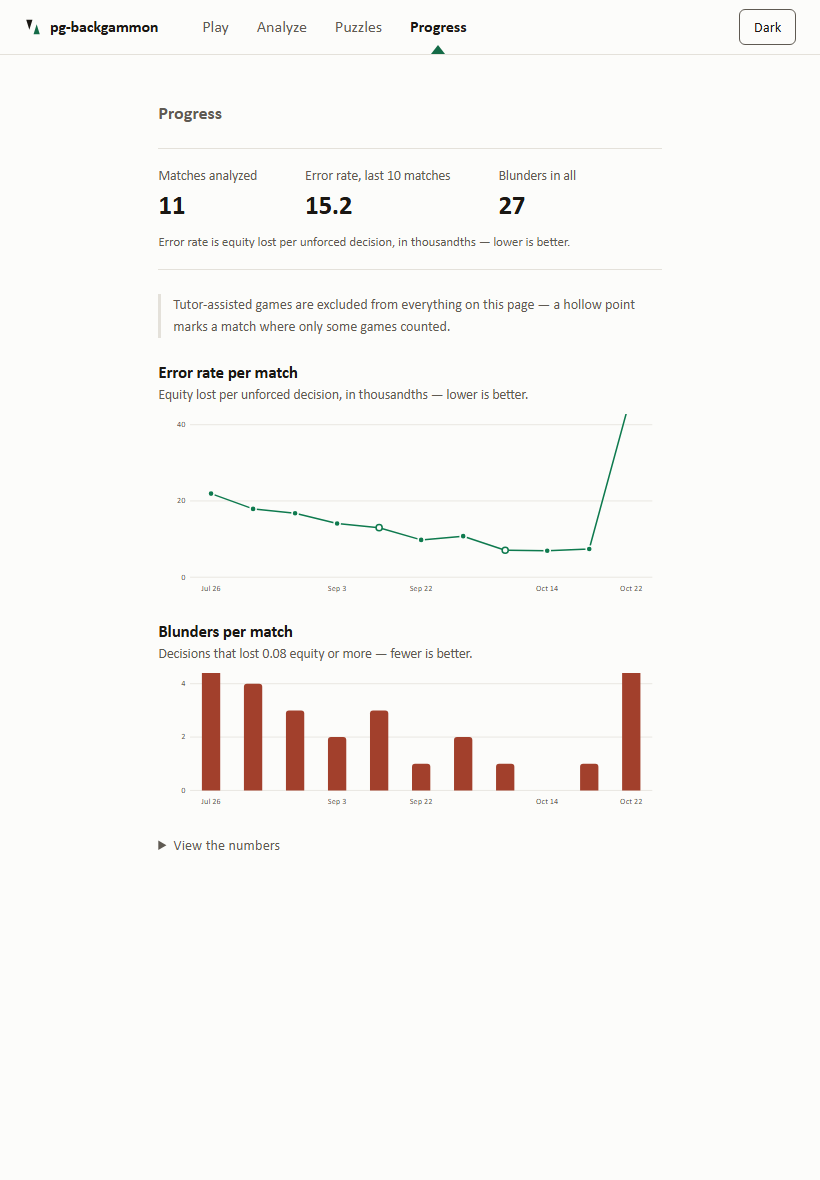 pg-backgammon Play Analyze Puzzles Progress Dark
Progress
Matches analyzed Error rate, last 10 matches Blunders in all
11 15.2 27
Error rate is equity lost per unforced decision, in thousandths — lower is better.
Tutor-assisted games are excluded from everything on this page — a hollow point
marks a match where only some games counted.
Error rate per match
Equity lost per unforced decision, in thousandths — lower is better.
40
20
0
Jul 26 Sep 3 Sep 22 Oct 14 Oct 22
Blunders per match
Decisions that lost 0.08 equity or more — fewer is better.
4
2
0
Jul 26 Sep 3 Sep 22 Oct 14 Oct 22
View the numbers